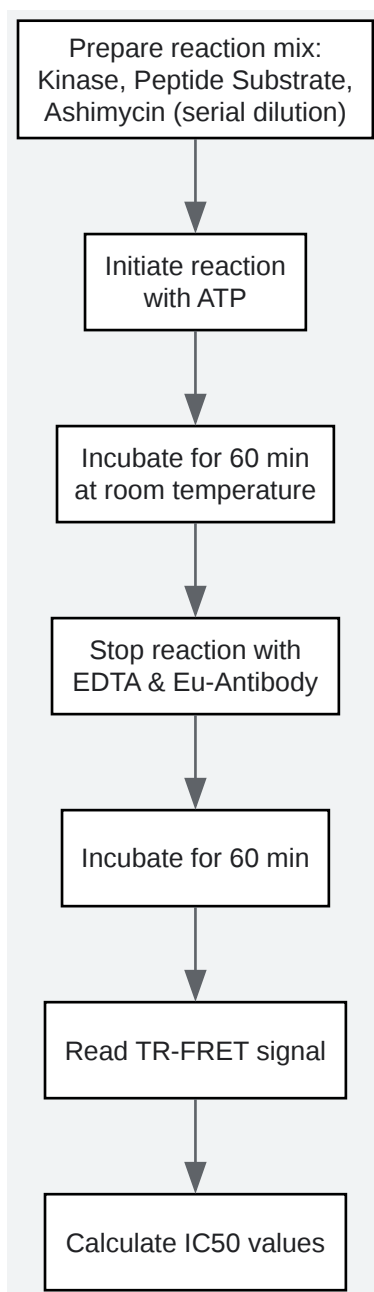 Prepare reaction mix:
Kinase, Peptide Substrate,
Ashimycin (serial dilution)
Initiate reaction
with ATP
Incubate for 60 min
at room temperature
Stop reaction with
EDTA & Eu-Antibody
Incubate for 60 min
Read TR-FRET signal
Calculate IC50 values